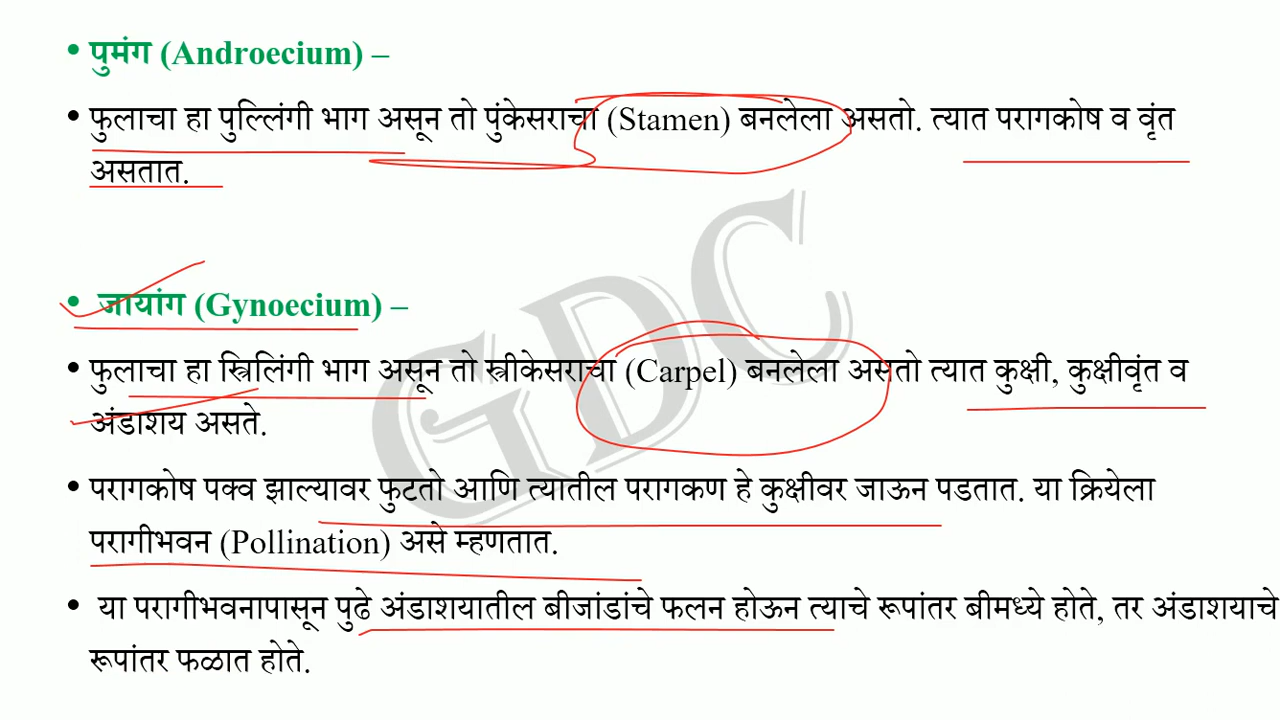 • पुमंग (Androecium) –
• फुलाचा हा पुल्लिंगी भाग असून तो पुंकेसराचा (Stamen) बनलेला असतो. त्यात परागकोष व वृंत
असतात.
• जायांग (Gynoecium) –
• फुलाचा हा स्त्रिलिंगी भाग असून तो स्त्रीकेसराचा (Carpel) बनलेला असतो त्यात कुक्षी, कुक्षीवृंत व
अंडाशय असते.
• परागकोष पक्व झाल्यावर फुटतो आणि त्यातील परागकण हे कुक्षीवर जाऊन पडतात. या क्रियेला
परागीभवन (Pollination) असे म्हणतात.
• या परागीभवनापासून पुढे अंडाशयातील बीजांडांचे फलन होऊन त्याचे रूपांतर बीमध्ये होते, तर अंडाशयाचे
रूपांतर फळात होते.
GDC